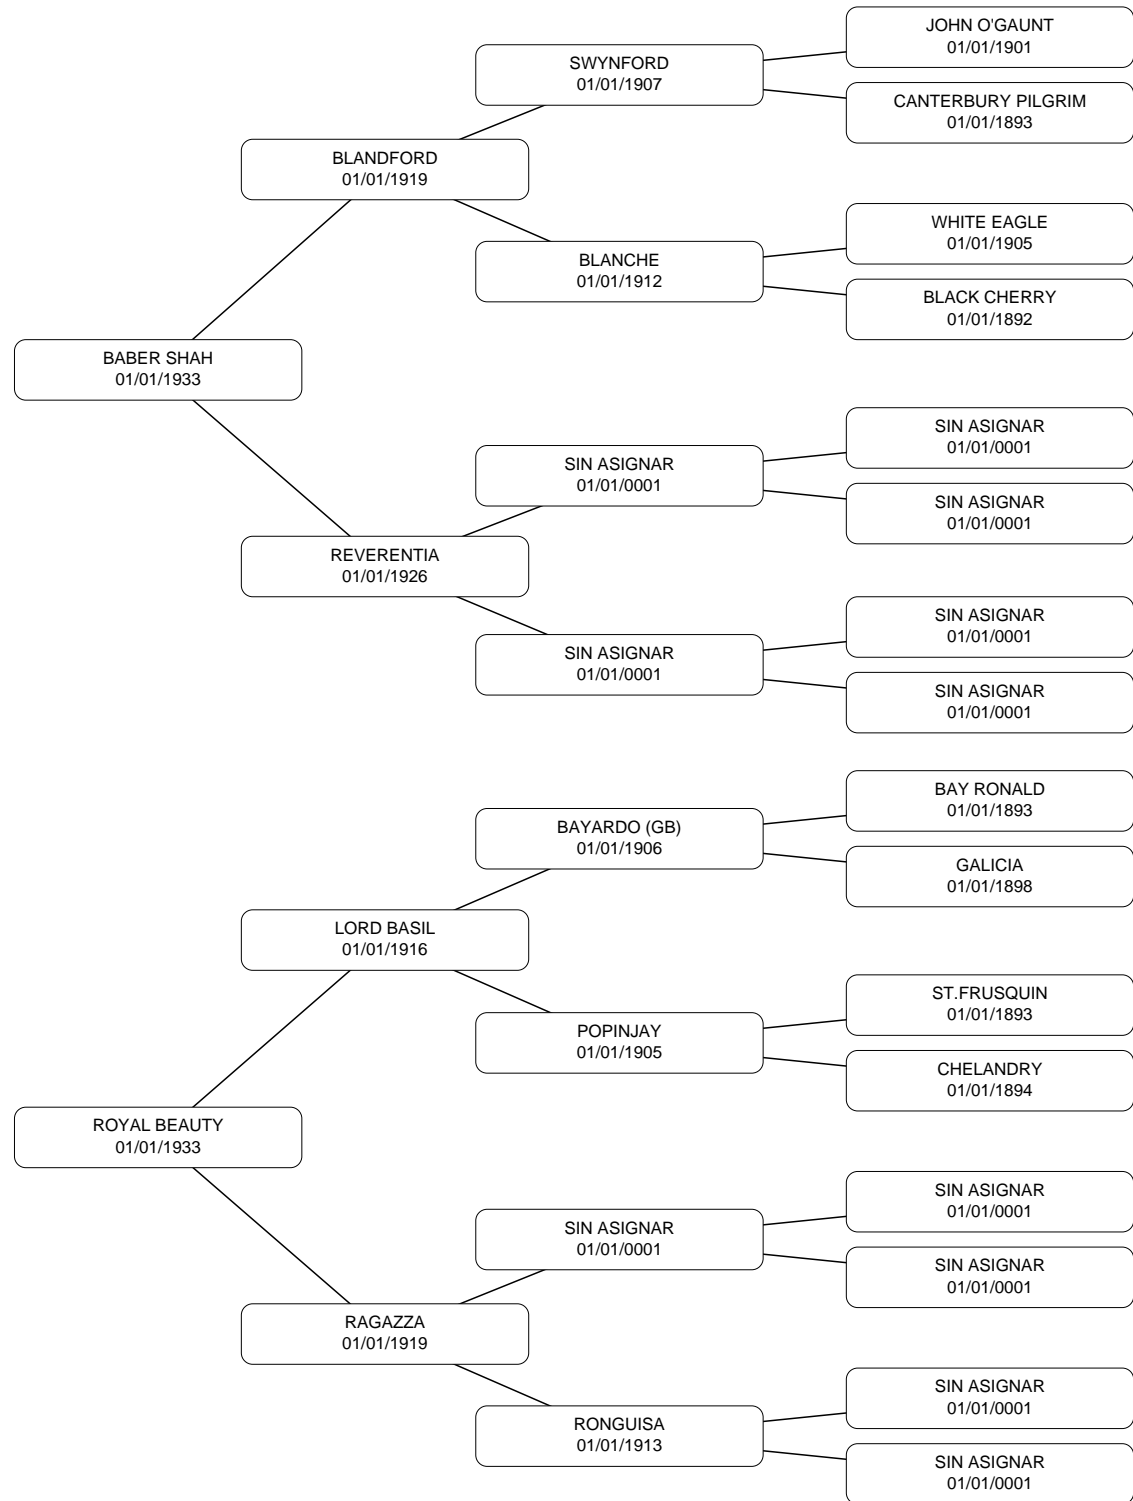 JOHN O'GAUNT
01/01/1901
SWYNFORD
01/01/1907
CANTERBURY PILGRIM
01/01/1893
BLANDFORD
01/01/1919
WHITE EAGLE
01/01/1905
BLANCHE
01/01/1912
BLACK CHERRY
01/01/1892
BABER SHAH
01/01/1933
SIN ASIGNAR
01/01/0001
SIN ASIGNAR
01/01/0001
SIN ASIGNAR
01/01/0001
REVERENTIA
01/01/1926
SIN ASIGNAR
01/01/0001
SIN ASIGNAR
01/01/0001
SIN ASIGNAR
01/01/0001
BAY RONALD
01/01/1893
BAYARDO (GB)
01/01/1906
GALICIA
01/01/1898
LORD BASIL
01/01/1916
ST.FRUSQUIN
01/01/1893
POPINJAY
01/01/1905
CHELANDRY
01/01/1894
ROYAL BEAUTY
01/01/1933
SIN ASIGNAR
01/01/0001
SIN ASIGNAR
01/01/0001
SIN ASIGNAR
01/01/0001
RAGAZZA
01/01/1919
SIN ASIGNAR
01/01/0001
RONGUISA
01/01/1913
SIN ASIGNAR
01/01/0001